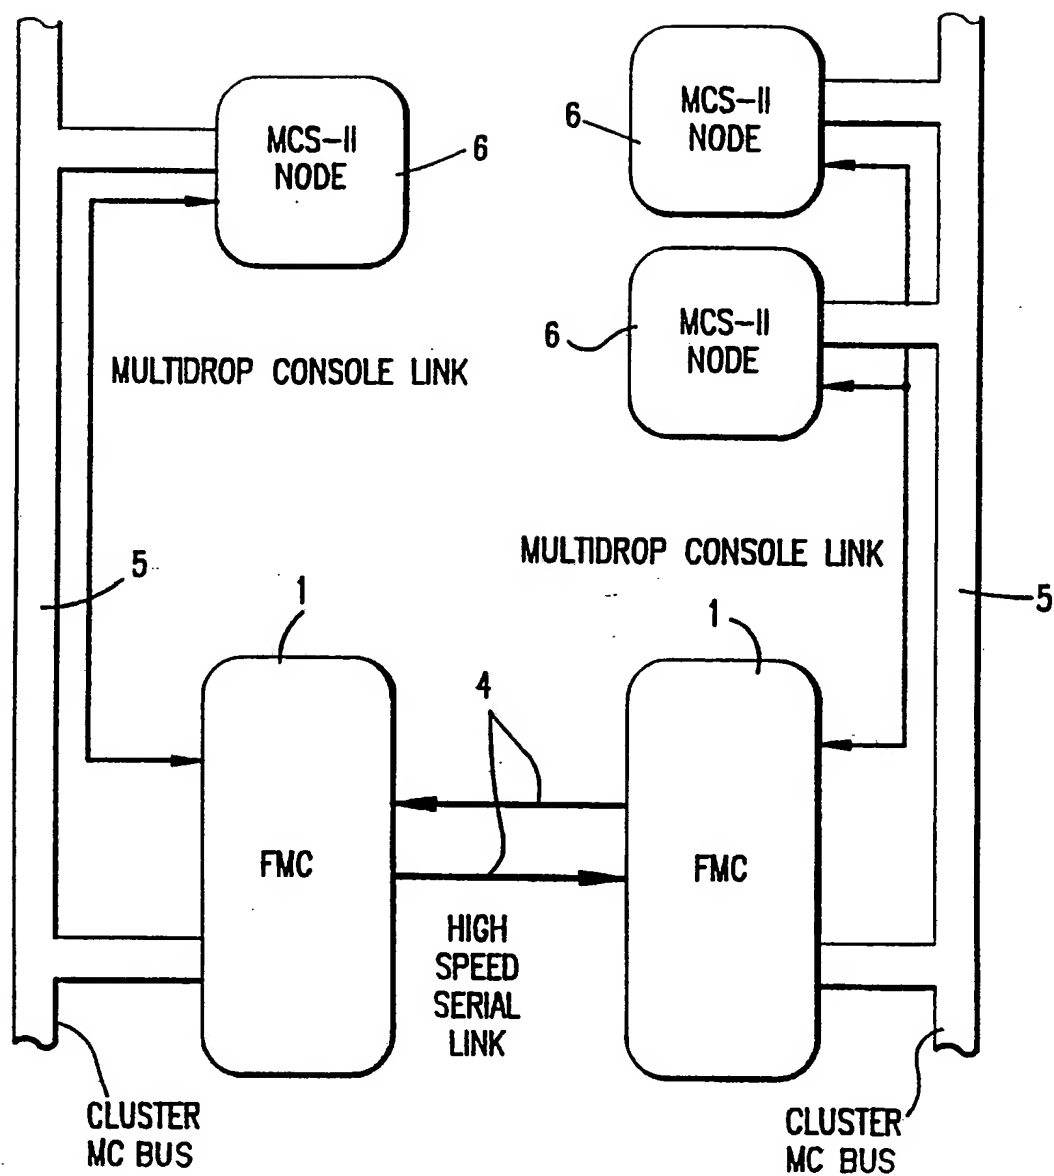 MCS-II
NODE
6
MCS-II
NODE
6
MCS-II
NODE
6
MULTIDROP CONSOLE LINK
MULTIDROP CONSOLE LINK
5
5
1
1
4
FMC
FMC
HIGH
SPEED
SERIAL
LINK
CLUSTER
MC BUS
CLUSTER
MC BUS